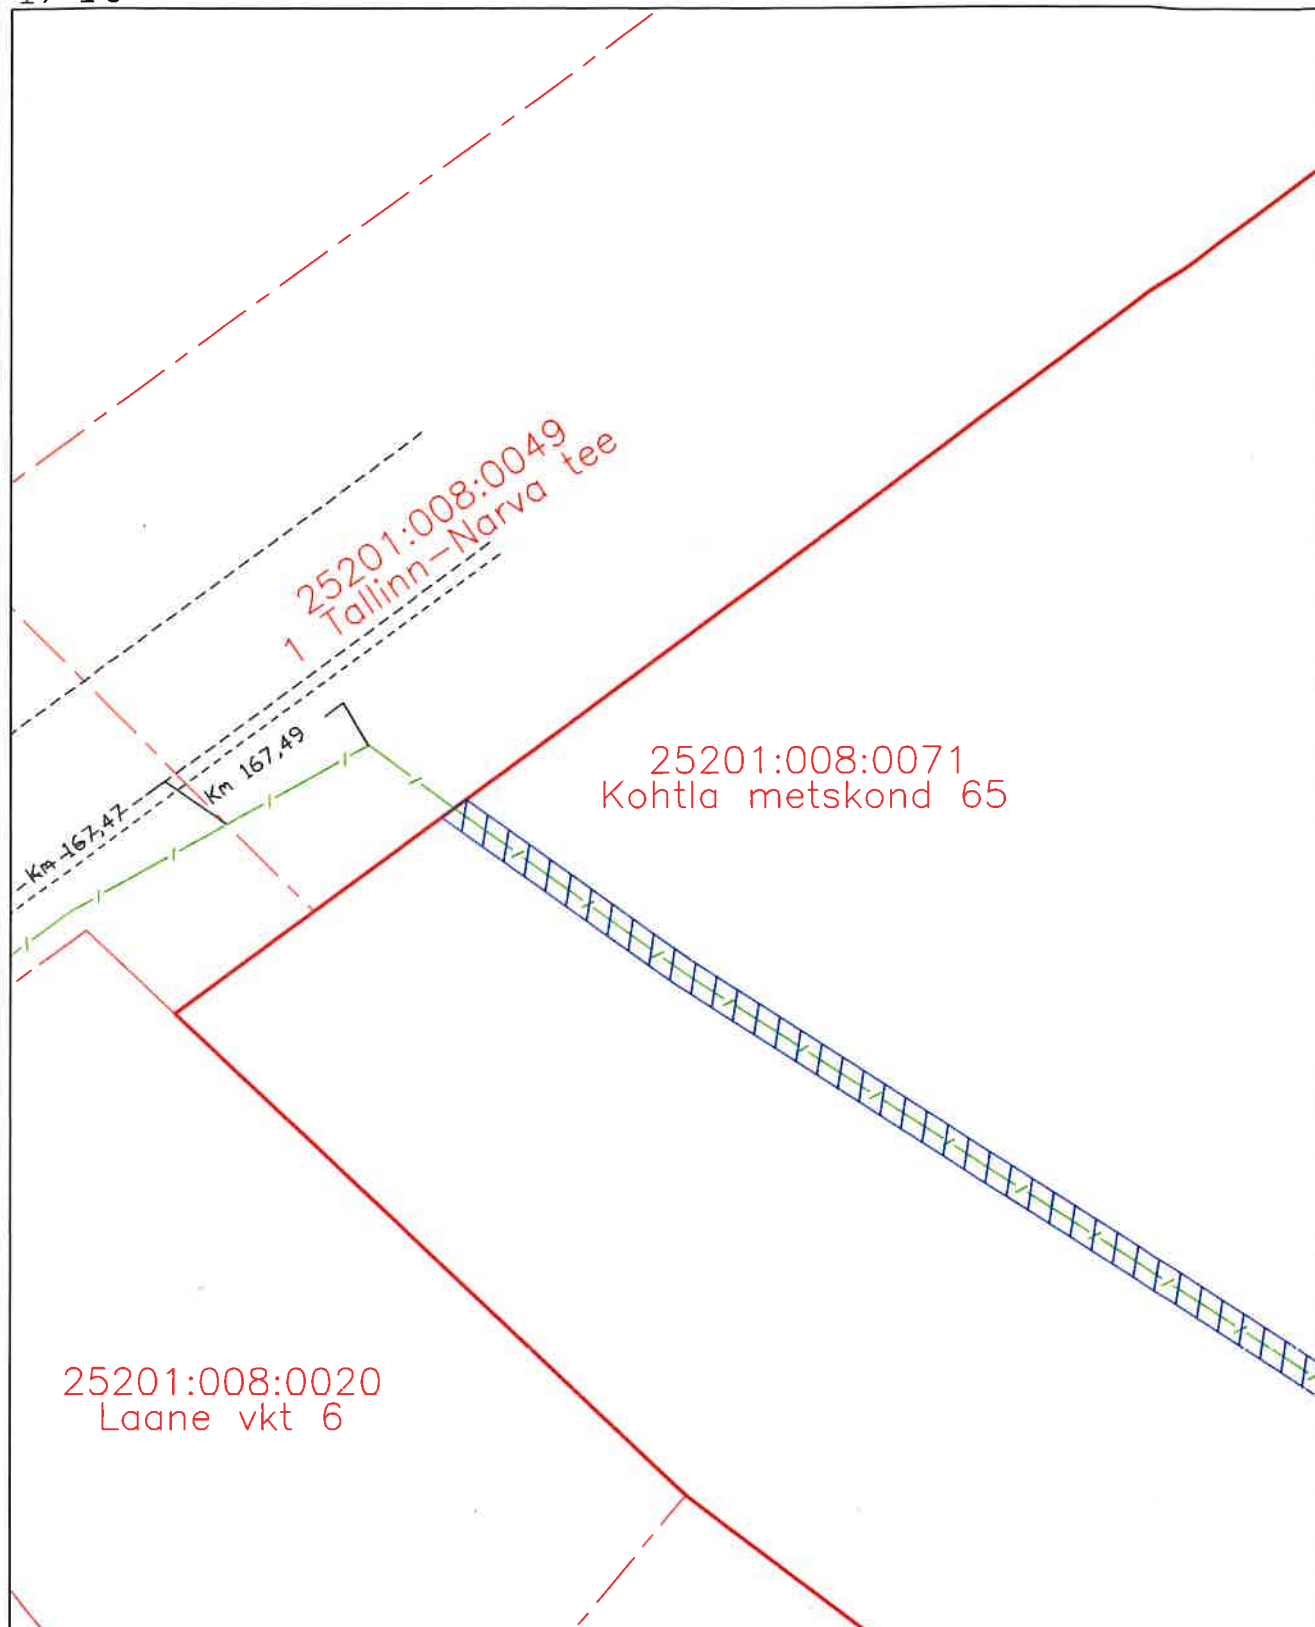 25201:008:0049
1 Tallinn-Narva tee
Km 167,49
Km 167,47
25201:008:0071
Kohtla metskond 65
25201:008:0020
Laane vkt 6